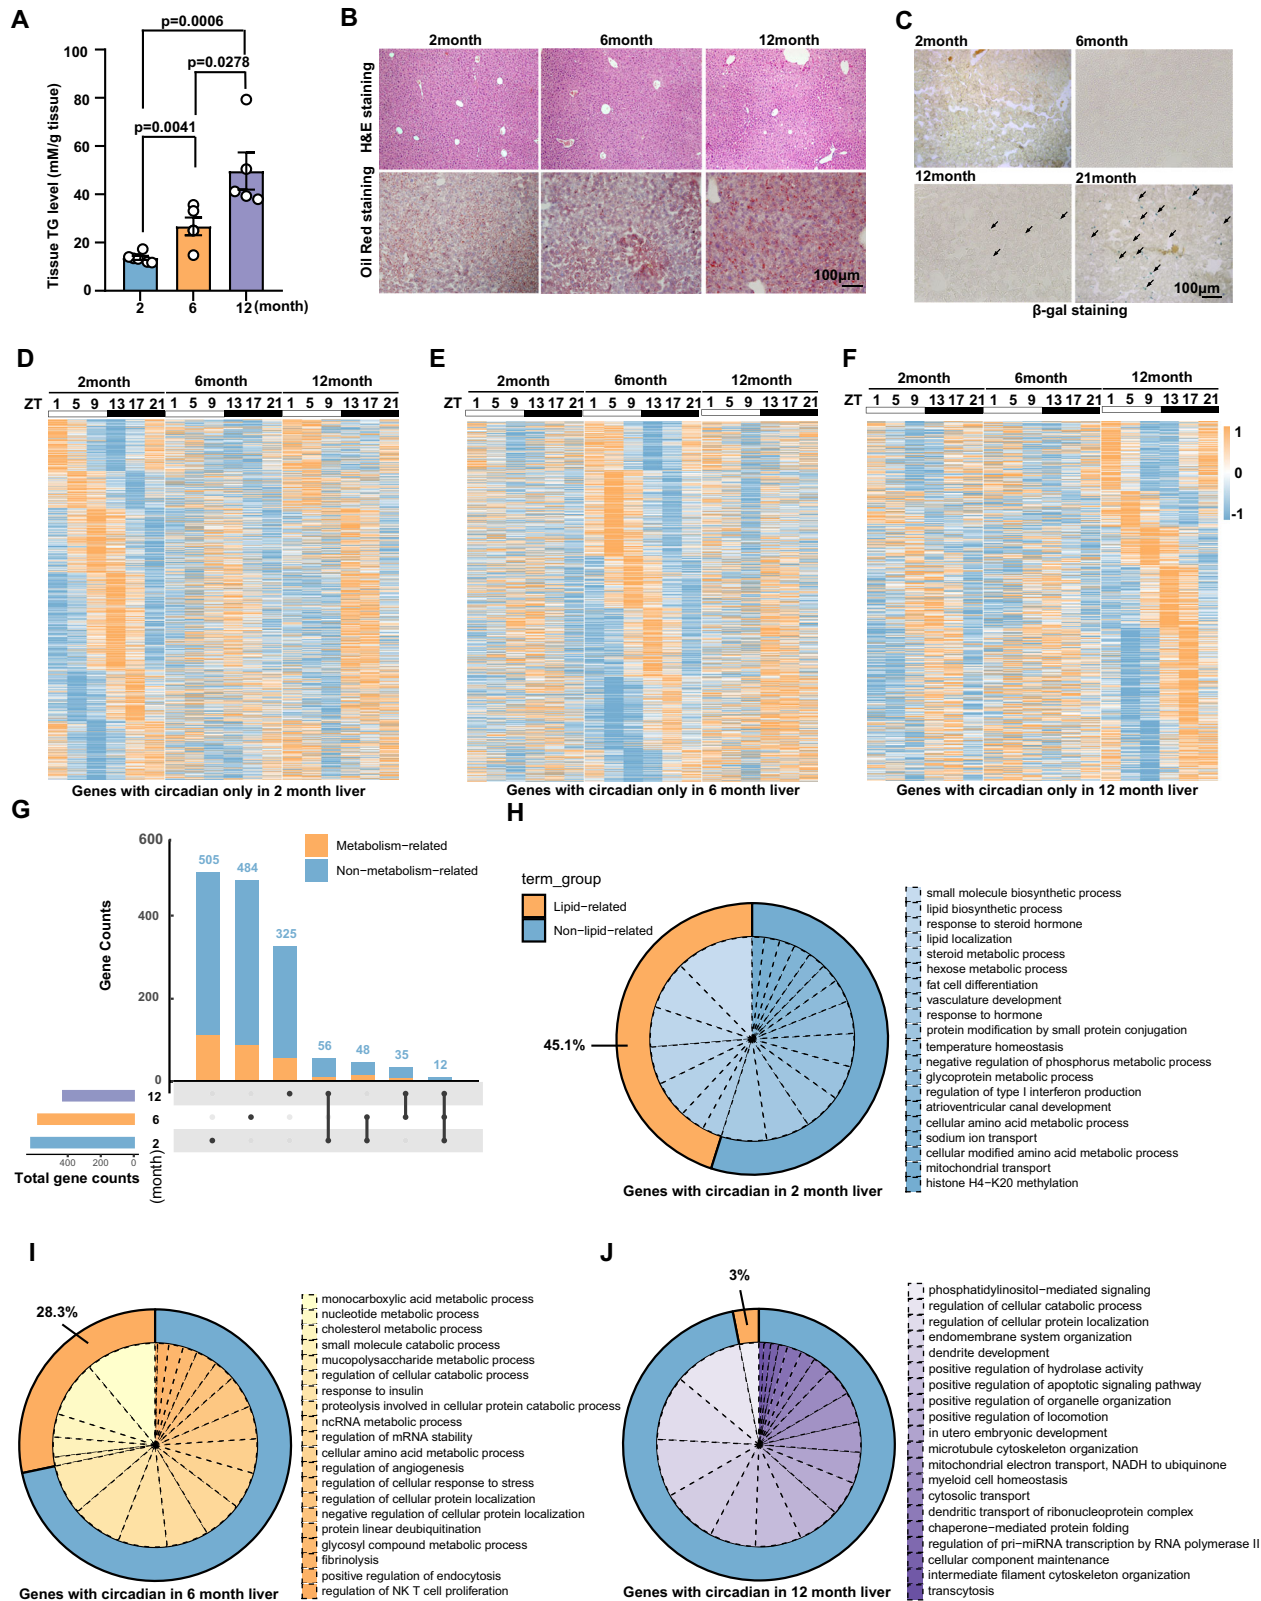 A
p=0.0006
p=0.0278
p=0.0041
Tissue TG level (mM/g tissue)
100
80
60
40
20
0
2 6 12 (month)
B
2month 6month 12month
H&E staining
Oil Red staining
100μm
C
2month 6month
12month 21month
100μm
β-gal staining
D
2month 6month 12month
ZT 1 5 9 13 17 21 1 5 9 13 17 21 1 5 9 13 17 21
Genes with circadian only in 2 month liver
E
2month 6month 12month
ZT 1 5 9 13 17 21 1 5 9 13 17 21 1 5 9 13 17 21
Genes with circadian only in 6 month liver
F
2month 6month 12month
ZT 1 5 9 13 17 21 1 5 9 13 17 21 1 5 9 13 17 21
1
0
-1
Genes with circadian only in 12 month liver
G
Gene Counts
600
400
200
0
505 484 325 56 48 35 12
Metabolism−related
Non−metabolism−related
12
6
2
400 200 0
Total gene counts
(month)
H
term_group
Lipid−related
Non−lipid−related
45.1%
Genes with circadian in 2 month liver
small molecule biosynthetic process
lipid biosynthetic process
response to steroid hormone
lipid localization
steroid metabolic process
hexose metabolic process
fat cell differentiation
vasculature development
response to hormone
protein modification by small protein conjugation
temperature homeostasis
negative regulation of phosphorus metabolic process
glycoprotein metabolic process
regulation of type I interferon production
atrioventricular canal development
cellular amino acid metabolic process
sodium ion transport
cellular modified amino acid metabolic process
mitochondrial transport
histone H4−K20 methylation
I
28.3%
Genes with circadian in 6 month liver
monocarboxylic acid metabolic process
nucleotide metabolic process
cholesterol metabolic process
small molecule catabolic process
mucopolysaccharide metabolic process
regulation of cellular catabolic process
response to insulin
proteolysis involved in cellular protein catabolic process
ncRNA metabolic process
regulation of mRNA stability
cellular amino acid metabolic process
regulation of angiogenesis
regulation of cellular response to stress
regulation of cellular protein localization
negative regulation of cellular protein localization
protein linear deubiquitination
glycosyl compound metabolic process
fibrinolysis
positive regulation of endocytosis
regulation of NK T cell proliferation
J
3%
Genes with circadian in 12 month liver
phosphatidylinositol−mediated signaling
regulation of cellular catabolic process
regulation of cellular protein localization
endomembrane system organization
dendrite development
positive regulation of hydrolase activity
positive regulation of apoptotic signaling pathway
positive regulation of organelle organization
positive regulation of locomotion
in utero embryonic development
microtubule cytoskeleton organization
mitochondrial electron transport, NADH to ubiquinone
myeloid cell homeostasis
cytosolic transport
dendritic transport of ribonucleoprotein complex
chaperone−mediated protein folding
regulation of pri−miRNA transcription by RNA polymerase II
cellular component maintenance
intermediate filament cytoskeleton organization
transcytosis